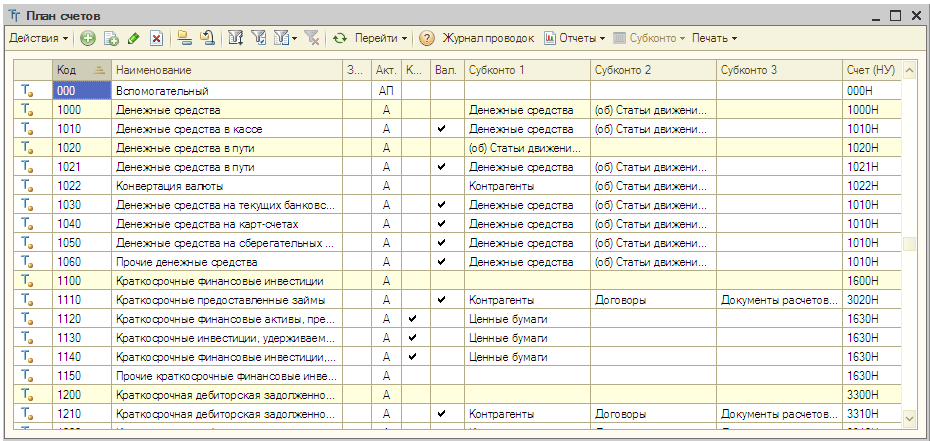 План счетов
Действия Перейти Журнал проводок Отчеты Субконто Печать
Код Наименование З... Акт. К... Вал. Субконто 1 Субконто 2 Субконто 3 Счет (НУ)
000 Вспомогательный АП 000Н
1000 Денежные средства А Денежные средства (об) Статьи движени... 1000Н
1010 Денежные средства в кассе А ✔ Денежные средства (об) Статьи движени... 1010Н
1020 Денежные средства в пути А (об) Статьи движени... 1020Н
1021 Денежные средства в пути А ✔ Денежные средства (об) Статьи движени... 1021Н
1022 Конвертация валюты А Контрагенты (об) Статьи движени... 1022Н
1030 Денежные средства на текущих банковс... А ✔ Денежные средства (об) Статьи движени... 1010Н
1040 Денежные средства на карт-счетах А ✔ Денежные средства (об) Статьи движени... 1010Н
1050 Денежные средства на сберегательных ... А ✔ Денежные средства (об) Статьи движени... 1010Н
1060 Прочие денежные средства А ✔ Денежные средства (об) Статьи движени... 1010Н
1100 Краткосрочные финансовые инвестиции А 1600Н
1110 Краткосрочные предоставленные займы А ✔ Контрагенты Договоры Документы расчетов... 3020Н
1120 Краткосрочные финансовые активы, пре... А ✔ Ценные бумаги 1630Н
1130 Краткосрочные инвестиции, удерживаем... А ✔ Ценные бумаги 1630Н
1140 Краткосрочные финансовые инвестиции,... А ✔ Ценные бумаги 1630Н
1150 Прочие краткосрочные финансовые инве... А 1630Н
1200 Краткосрочная дебиторская задолженно... А 3300Н
1210 Краткосрочная дебиторская задолженно... А ✔ Контрагенты Договоры Документы расчетов... 3310Н